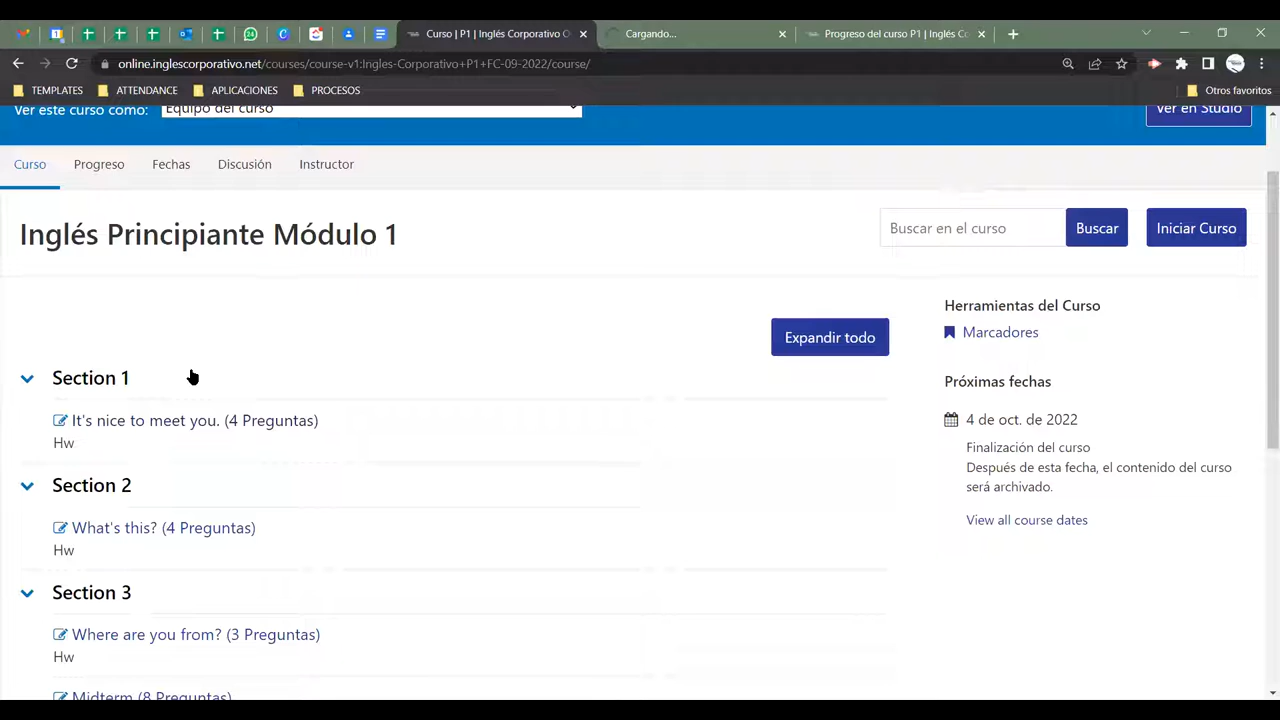 Curso | P1 | Inglés Corporativo O
Cargando...
Progreso del curso P1 | Inglés Co
online.inglescorporativo.net/courses/course-v1:Ingles-Corporativo+P1+FC-09-2022/course/
TEMPLATES
ATTENDANCE
APLICACIONES
PROCESOS
Otros favoritos
Ver este curso como:
Equipo del curso
Ver en Studio
Curso
Progreso
Fechas
Discusión
Instructor
Inglés Principiante Módulo 1
Buscar en el curso
Buscar
Iniciar Curso
Expandir todo
Section 1
It's nice to meet you. (4 Preguntas)
Hw
Section 2
What's this? (4 Preguntas)
Hw
Section 3
Where are you from? (3 Preguntas)
Hw
Midterm (8 Preguntas)
Herramientas del Curso
Marcadores
Próximas fechas
4 de oct. de 2022
Finalización del curso
Después de esta fecha, el contenido del curso
será archivado.
View all course dates